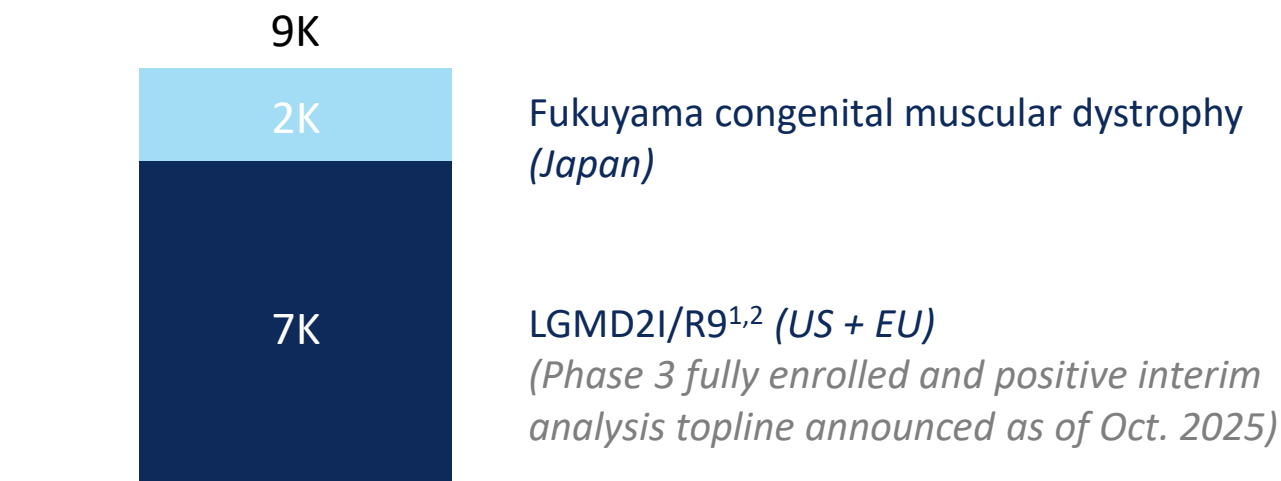 9K
2K
Fukuyama congenital muscular dystrophy
(Japan)
7K
LGMD2I/R9¹,² (US + EU)
(Phase 3 fully enrolled and positive interim
analysis topline announced as of Oct. 2025)